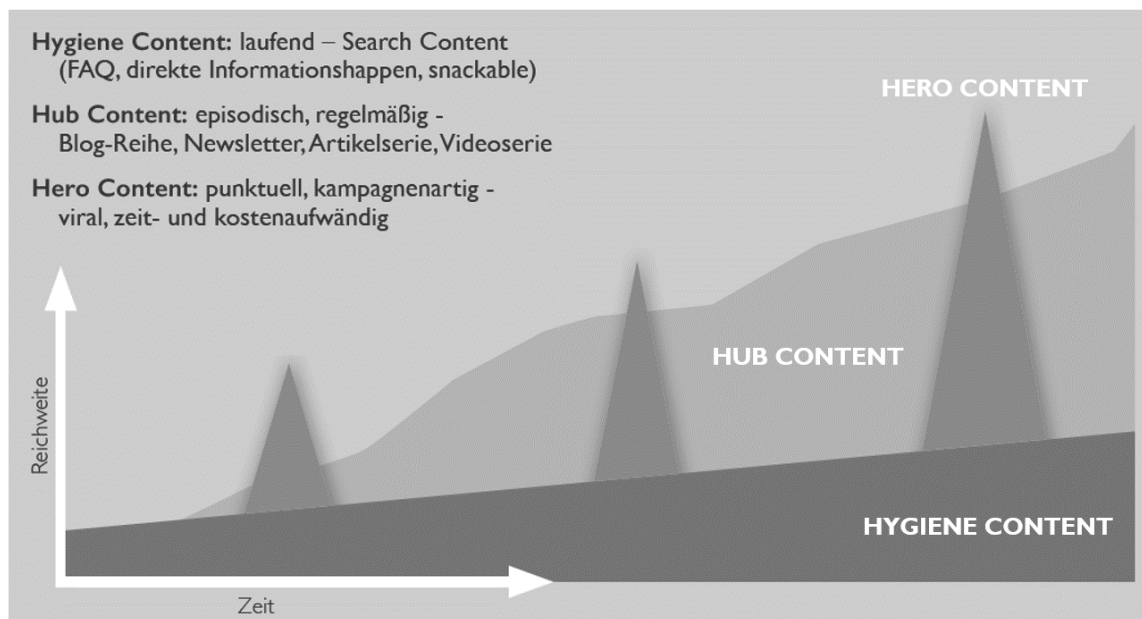 Hygiene Content: laufend – Search Content
(FAQ, direkte Informationshappen, snackable)
Hub Content: episodisch, regelmäßig -
Blog-Reihe, Newsletter, Artikelserie, Videoserie
Hero Content: punktuell, kampagnenartig -
viral, zeit- und kostenaufwändig
HERO CONTENT
HUB CONTENT
HYGIENE CONTENT
Reichweite
Zeit